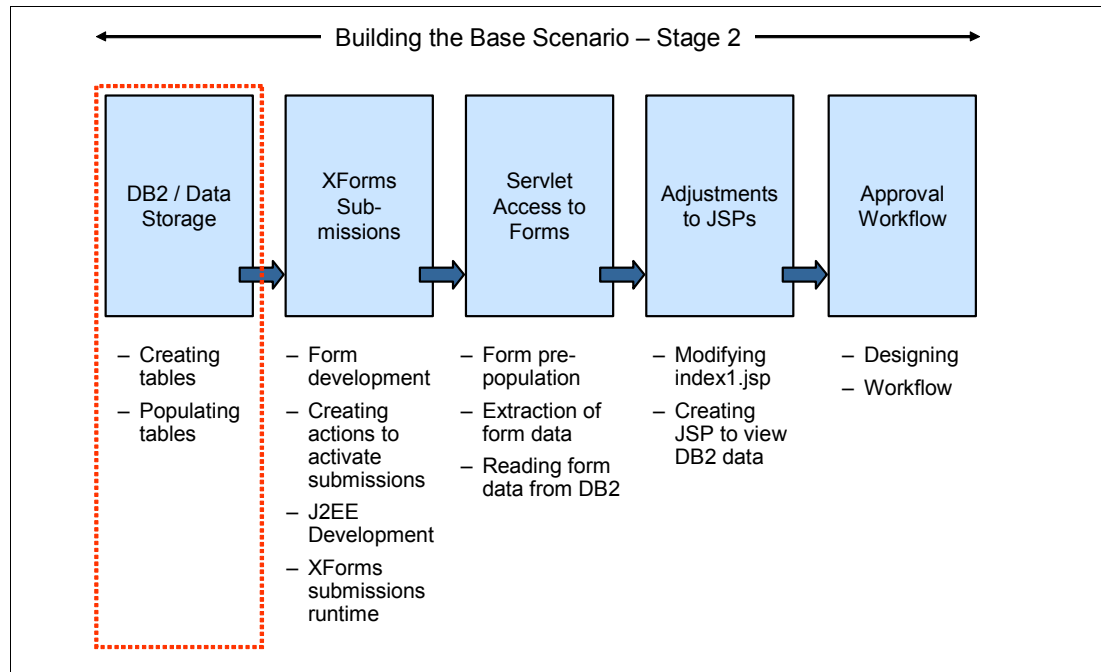 Building the Base Scenario – Stage 2
DB2 / Data
Storage
XForms
Sub-
missions
Servlet
Access to
Forms
Adjustments
to JSPs
Approval
Workflow
– Creating
tables
– Populating
tables
– Form
development
– Creating
actions to
activate
submissions
– J2EE
Development
– XForms
submissions
runtime
– Form pre-
population
– Extraction of
form data
– Reading form
data from DB2
– Modifying
index1.jsp
– Creating
JSP to view
DB2 data
– Designing
– Workflow